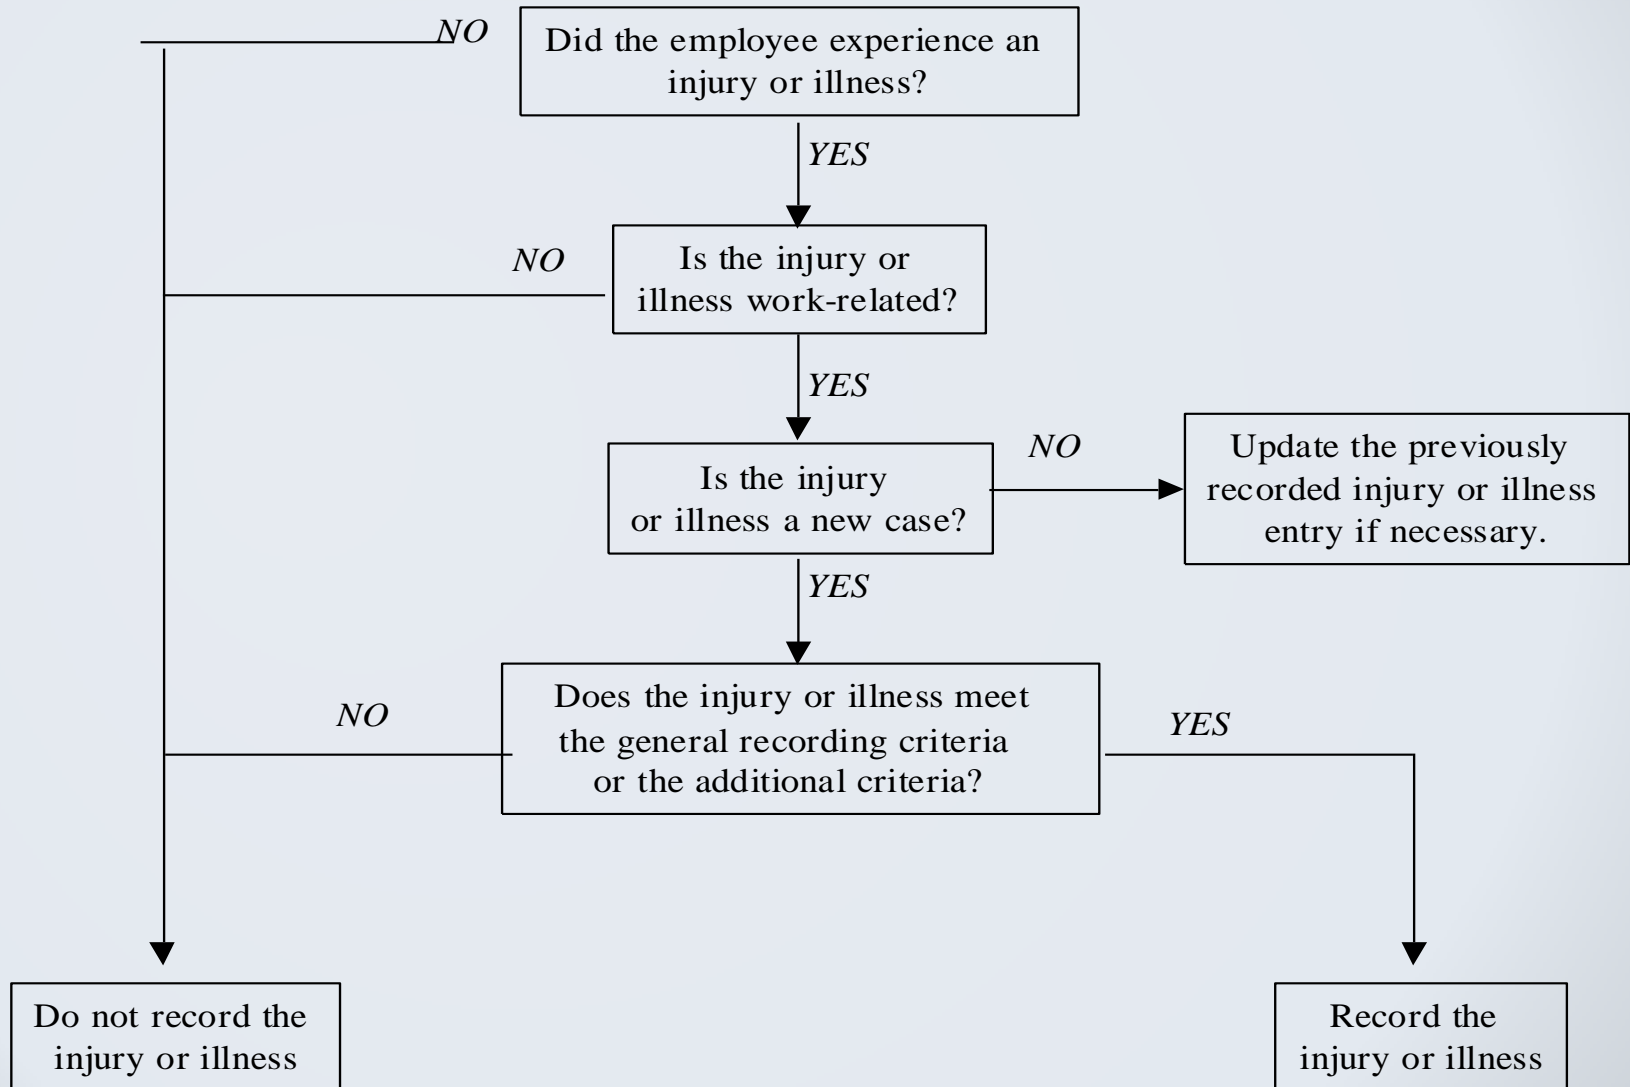 NO
Did the employee experience an
injury or illness?
YES
NO
Is the injury or
illness work-related?
YES
Is the injury
or illness a new case?
NO
Update the previously
recorded injury or illness
entry if necessary.
YES
NO
Does the injury or illness meet
the general recording criteria
or the additional criteria?
YES
Do not record the
injury or illness
Record the
injury or illness